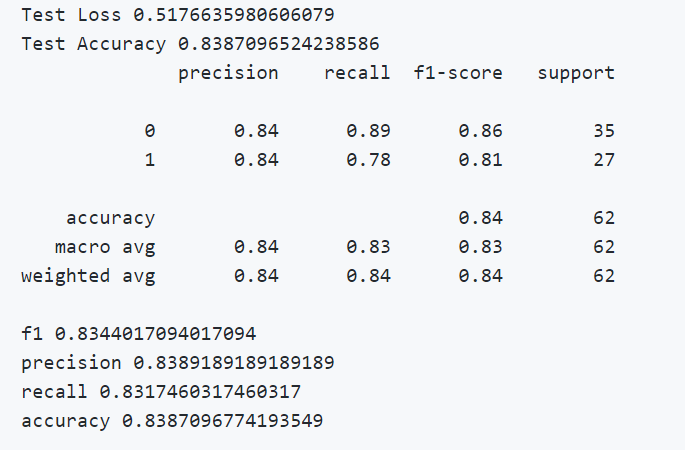 Test Loss 0.5176635980606079
Test Accuracy 0.8387096524238586
precision recall f1-score support
0 0.84 0.89 0.86 35
1 0.84 0.78 0.81 27
accuracy 0.84 62
macro avg 0.84 0.83 0.83 62
weighted avg 0.84 0.84 0.84 62
f1 0.8344017094017094
precision 0.8389189189189189
recall 0.8317460317460317
accuracy 0.8387096774193549